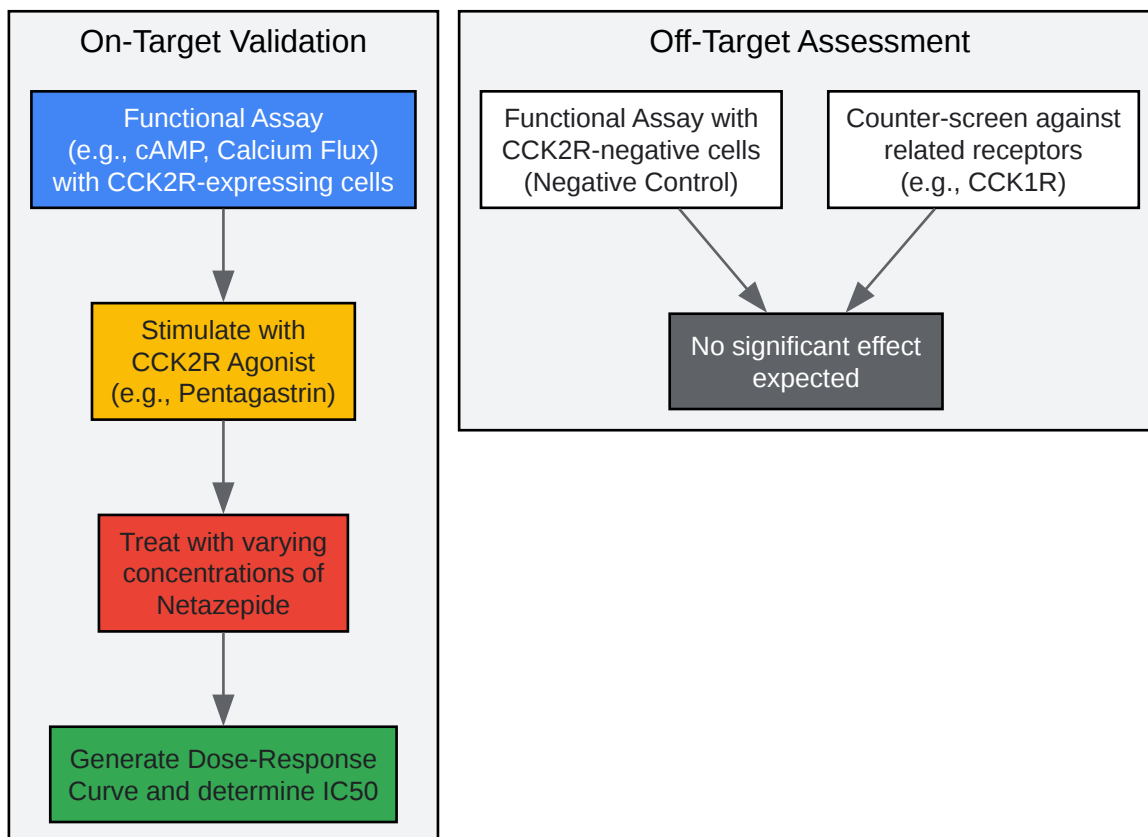 On-Target Validation
Functional Assay
(e.g., cAMP, Calcium Flux)
with CCK2R-expressing cells
Stimulate with
CCK2R Agonist
(e.g., Pentagastrin)
Treat with varying
concentrations of
Netazepide
Generate Dose-Response
Curve and determine IC50
Off-Target Assessment
Functional Assay with
CCK2R-negative cells
(Negative Control)
Counter-screen against
related receptors
(e.g., CCK1R)
No significant effect
expected